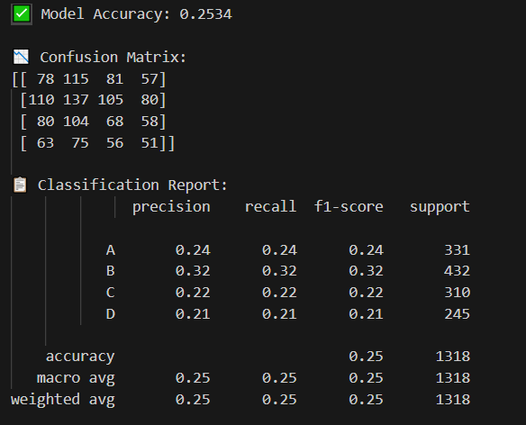 ✅ Model Accuracy: 0.2534
📉 Confusion Matrix:
[[ 78 115  81  57]
 [110 137 105  80]
 [ 80 104  68  58]
 [ 63  75  56  51]]
📋 Classification Report:
              precision    recall  f1-score   support
           A       0.24      0.24      0.24       331
           B       0.32      0.32      0.32       432
           C       0.22      0.22      0.22       310
           D       0.21      0.21      0.21       245
    accuracy                           0.25      1318
   macro avg       0.25      0.25      0.25      1318
weighted avg       0.25      0.25      0.25      1318